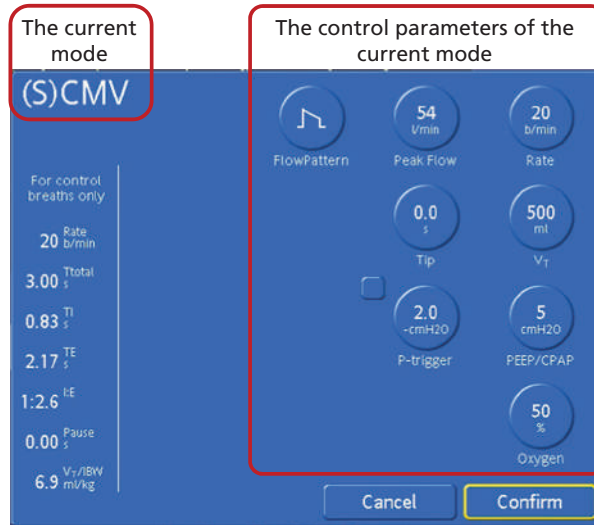 The current
mode
The control parameters of the
current mode
(S)CMV
FlowPattern
54
l/min
Peak Flow
20
b/min
Rate
For control
breaths only
20 Rate b/min
3.00 Ttotal s
0.83 TI s
2.17 TE s
1:2.6 I:E
0.00 Pause s
6.9 VT/IBW ml/kg
0.0
s
Tip
500
ml
VT
2.0
-cmH2O
P-trigger
5
cmH2O
PEEP/CPAP
50
%
Oxygen
Cancel
Confirm